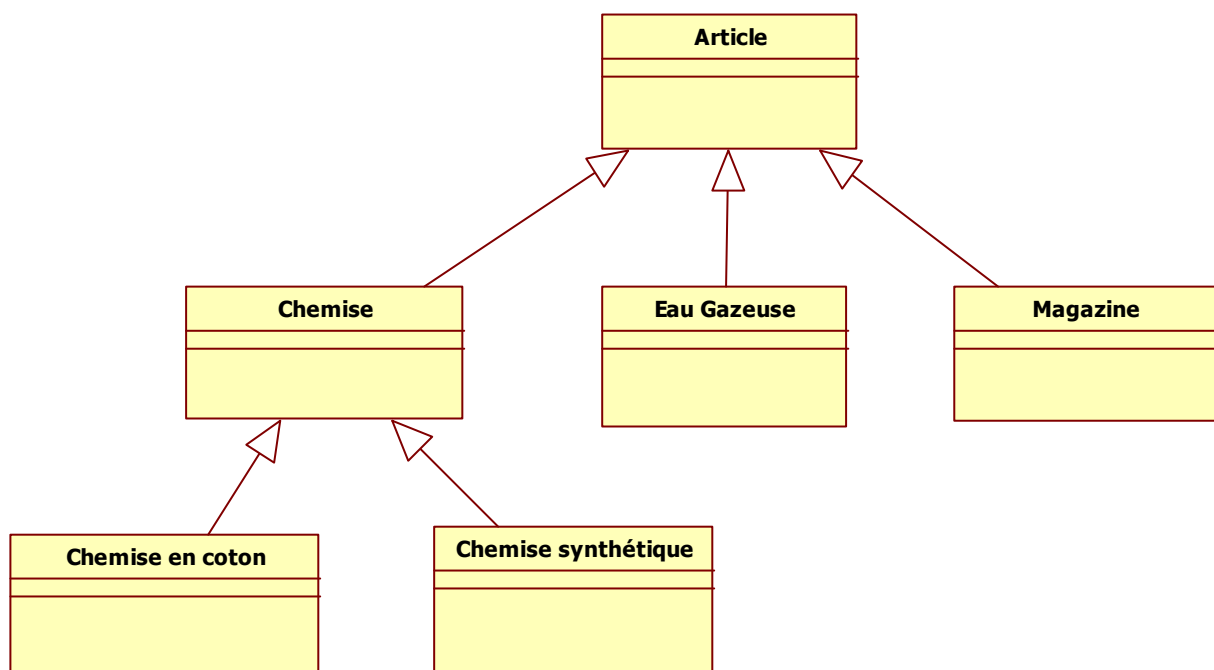 Article
Chemise
Eau Gazeuse
Magazine
Chemise en coton
Chemise synthétique